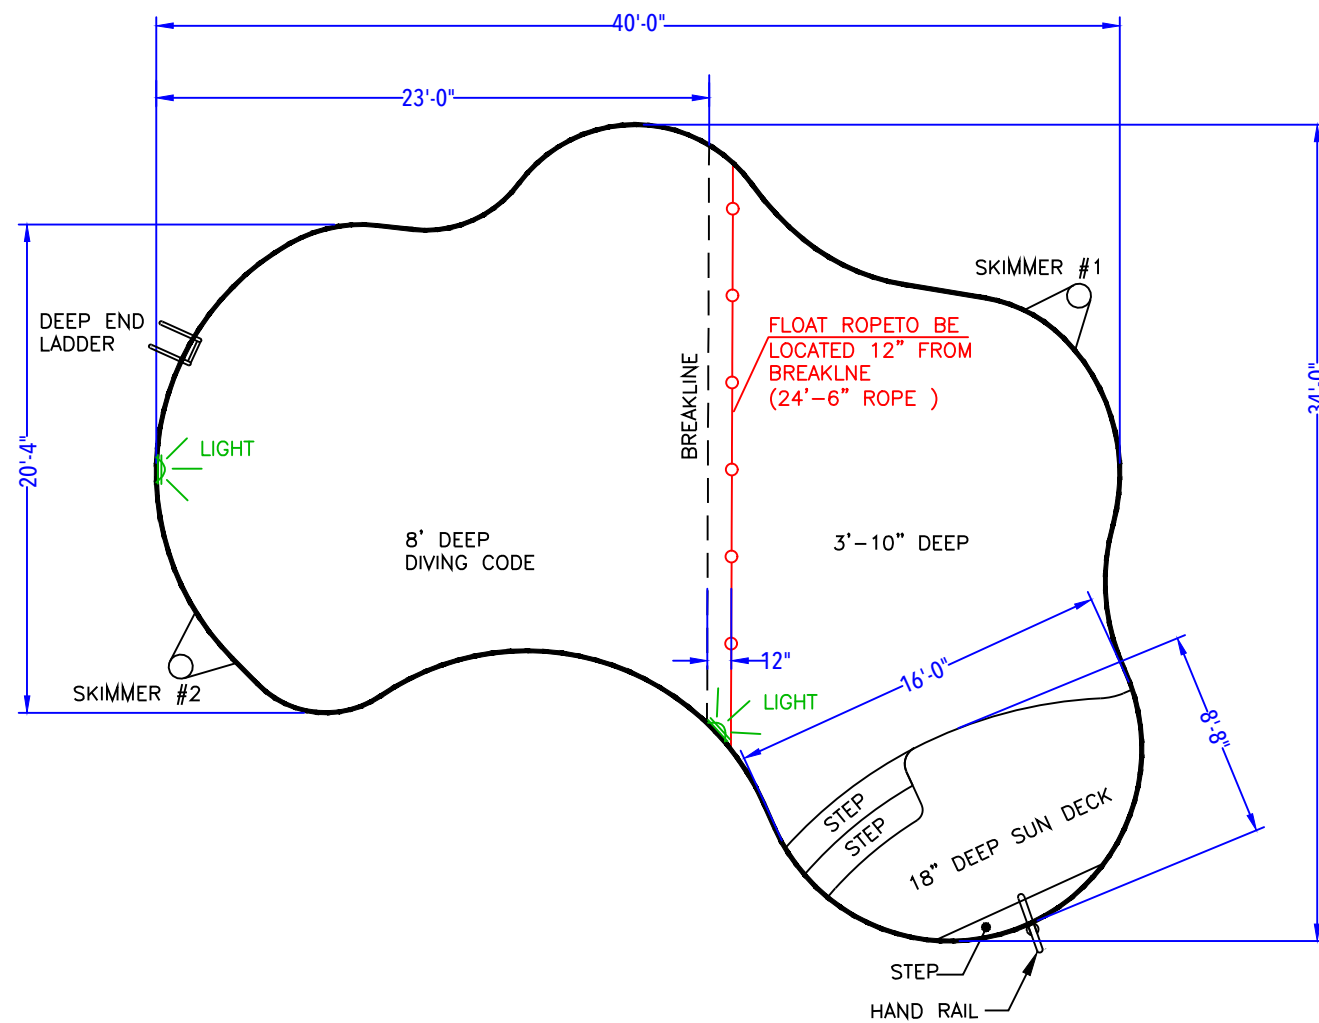 40'-0"
23'-0"
SKIMMER #1
DEEP END
LADDER
FLOAT ROPETO BE
LOCATED 12" FROM
BREAKLNE
(24'-6" ROPE )
BREAKLINE
34'-0"
20'-4"
LIGHT
8' DEEP
DIVING CODE
3'-10" DEEP
12"
16'-0"
SKIMMER #2
LIGHT
8'-8"
STEP
STEP
18" DEEP SUN DECK
STEP
HAND RAIL